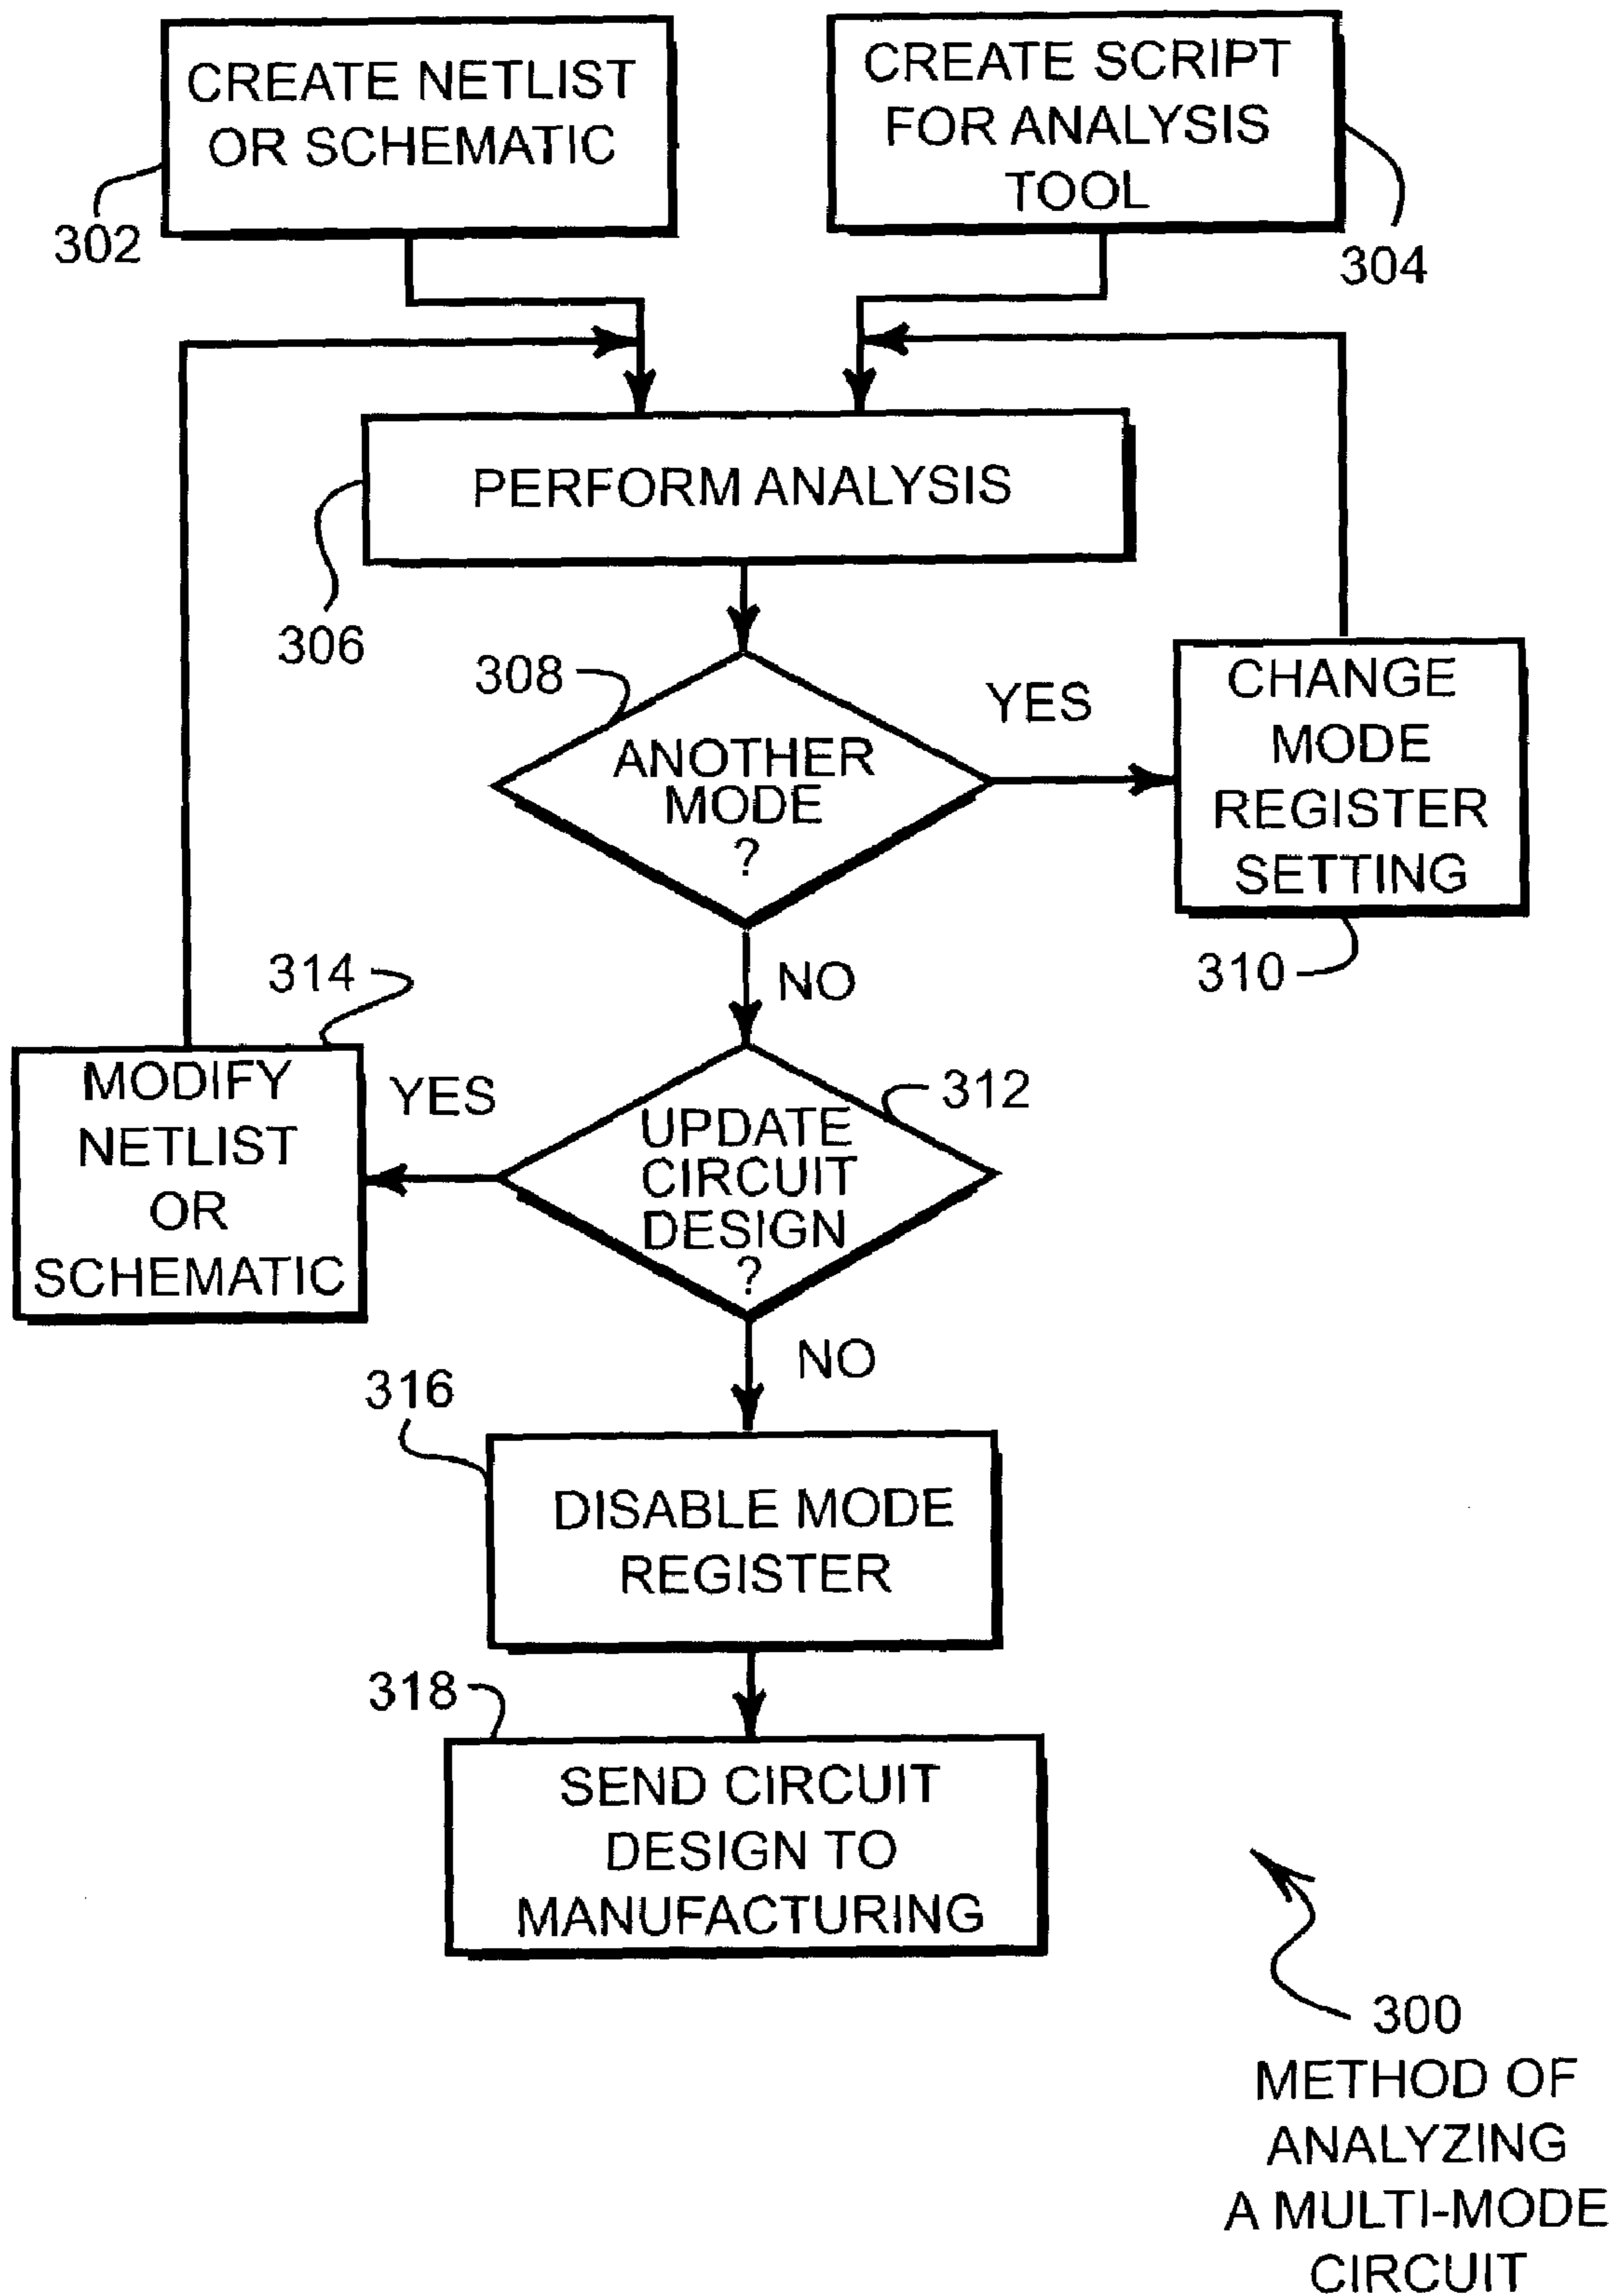 CREATE NETLIST
OR SCHEMATIC
302
CREATE SCRIPT
FOR ANALYSIS
TOOL
304
PERFORM ANALYSIS
306
308
ANOTHER
MODE
?
YES
CHANGE
MODE
REGISTER
SETTING
310
NO
314
MODIFY
NETLIST
OR
SCHEMATIC
YES
312
UPDATE
CIRCUIT
DESIGN
?
NO
316
DISABLE MODE
REGISTER
318
SEND CIRCUIT
DESIGN TO
MANUFACTURING
300
METHOD OF
ANALYZING
A MULTI-MODE
CIRCUIT